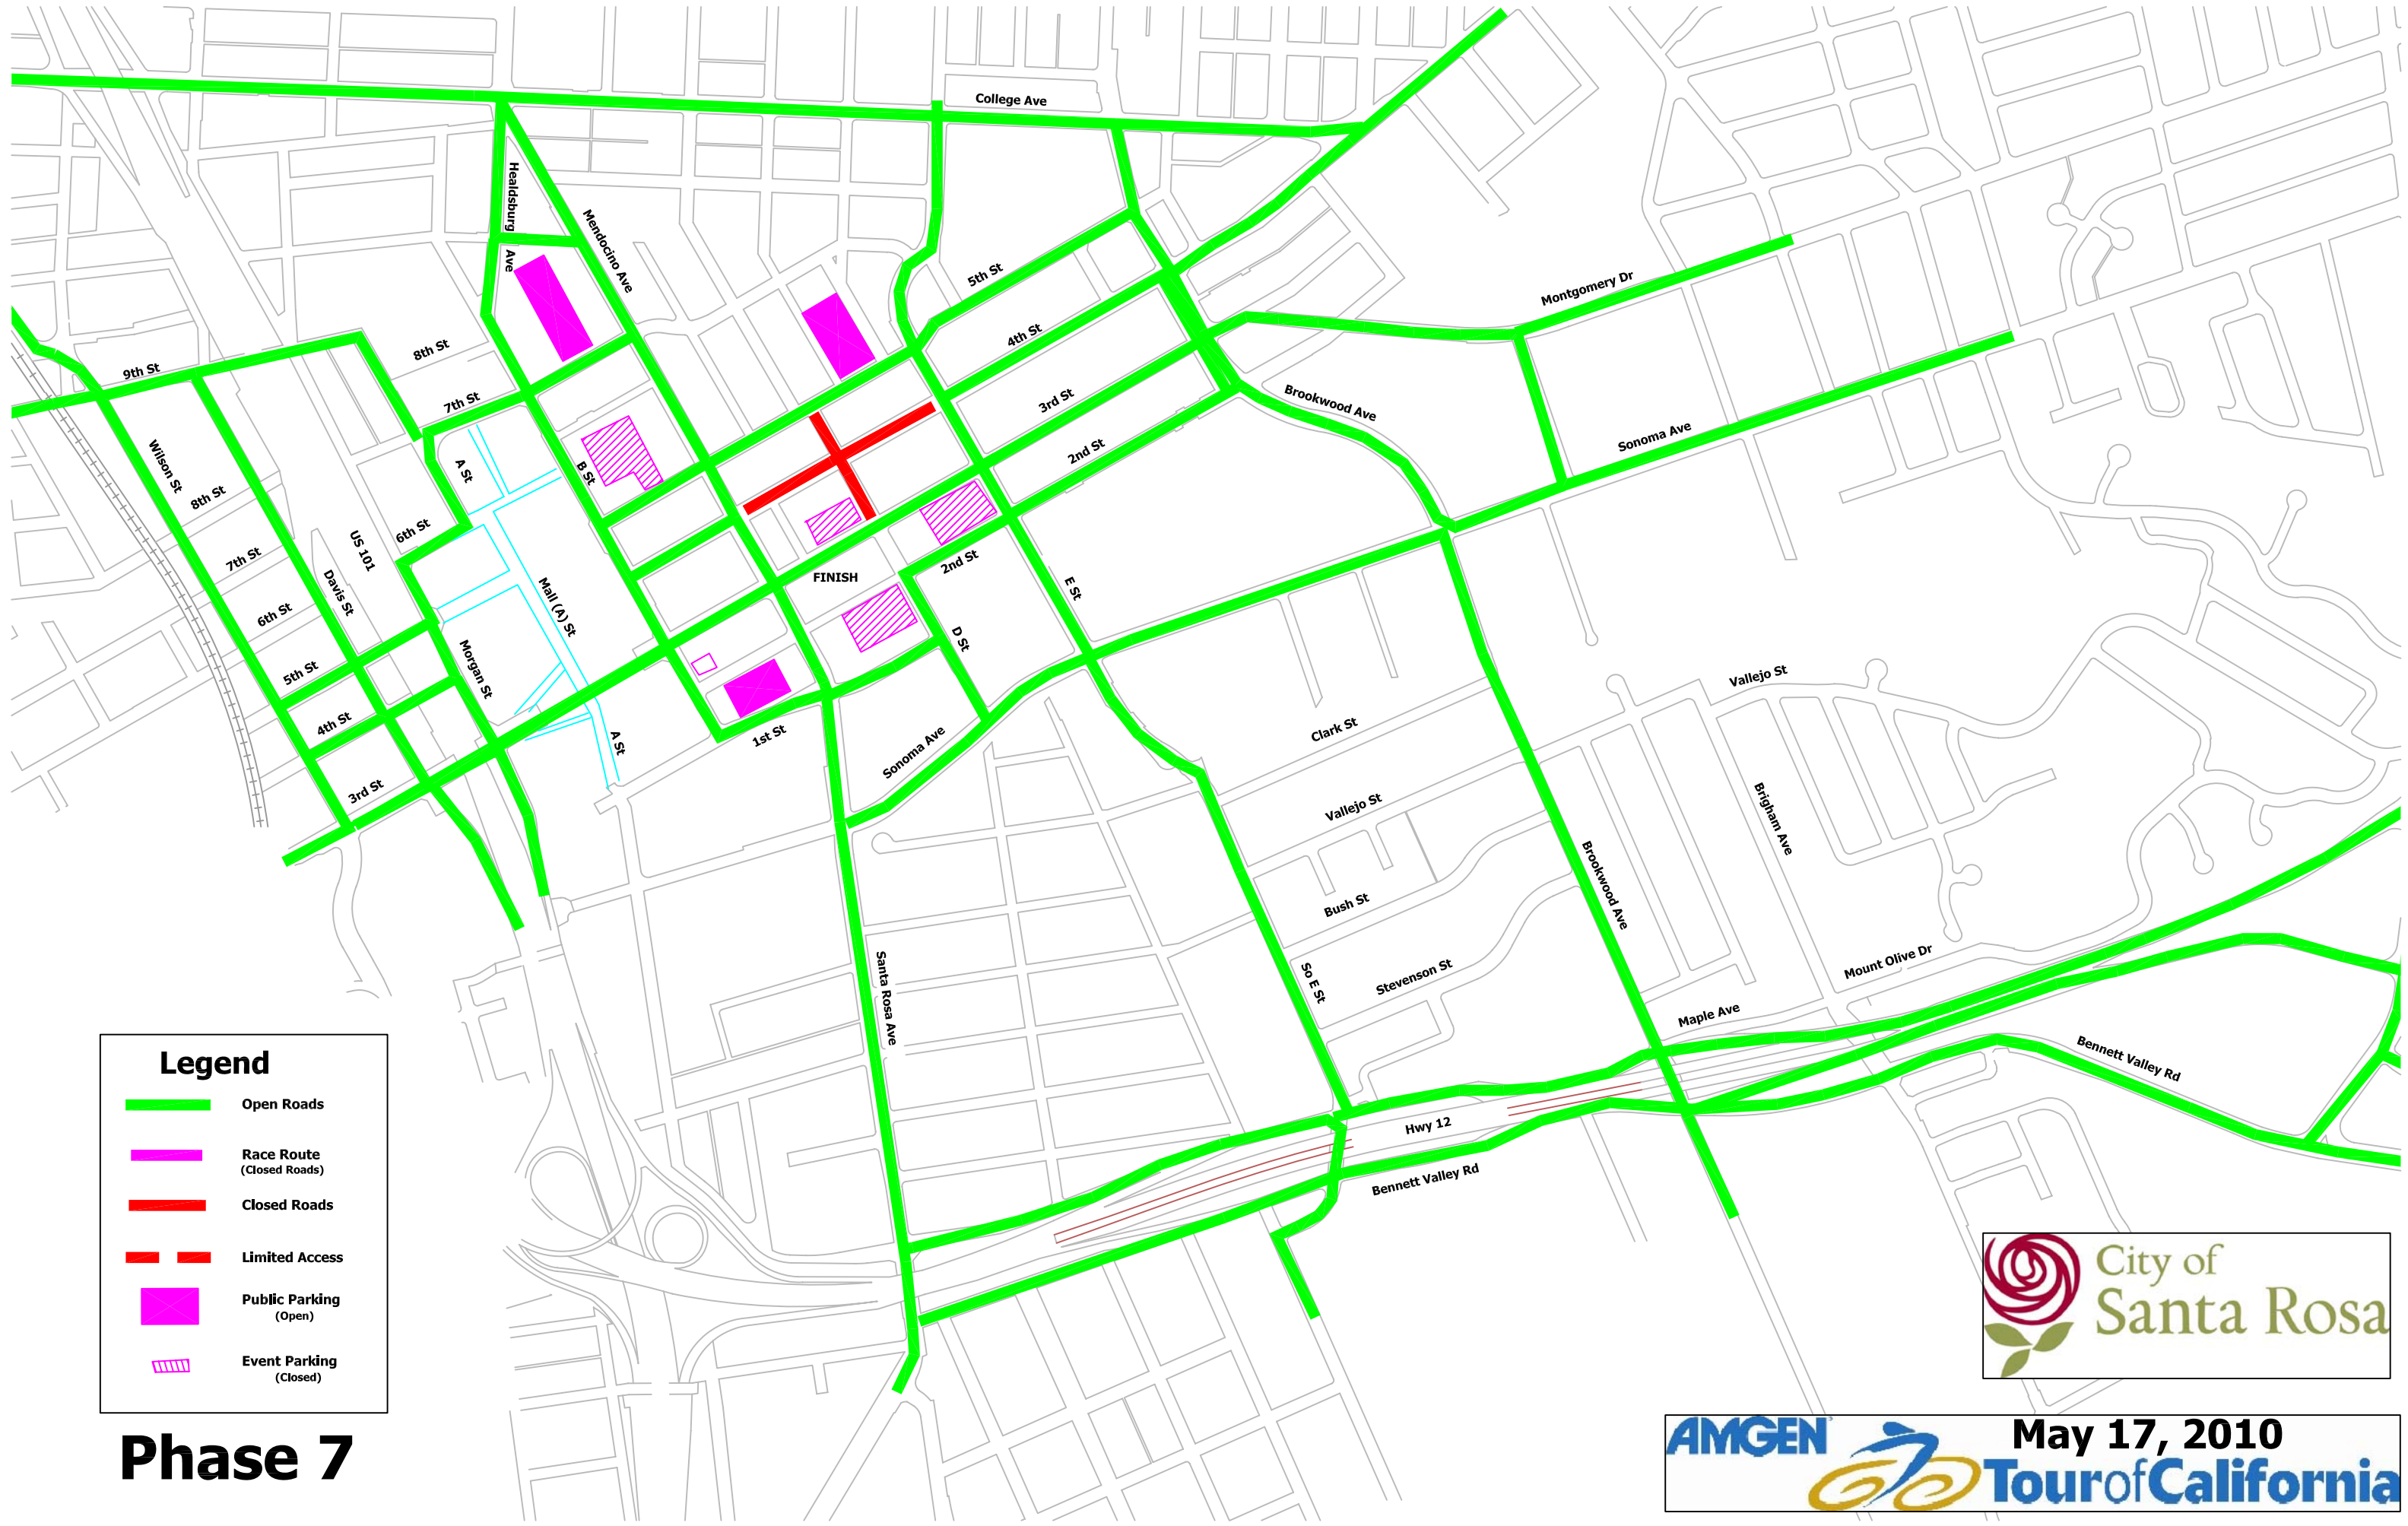 College Ave
Healdsburg
Ave
Mendocino Ave
5th St
4th St
3rd St
2nd St
Montgomery Dr
Brookwood Ave
Sonoma Ave
9th St
8th St
7th St
A St
B St
Wilson St
8th St
7th St
6th St
5th St
4th St
3rd St
6th St
US 101
Davis St
Mall (A) St
Morgan St
A St
FINISH
2nd St
D St
E St
1st St
Sonoma Ave
Clark St
Vallejo St
Vallejo St
Bush St
Stevenson St
So E St
Santa Rosa Ave
Brookwood Ave
Brigham Ave
Mount Olive Dr
Maple Ave
Hwy 12
Bennett Valley Rd
Bennett Valley Rd
Legend
Open Roads
Race Route
(Closed Roads)
Closed Roads
Limited Access
Public Parking
(Open)
Event Parking
(Closed)
Phase 7
City of
Santa Rosa
AMGEN
May 17, 2010
TourofCalifornia